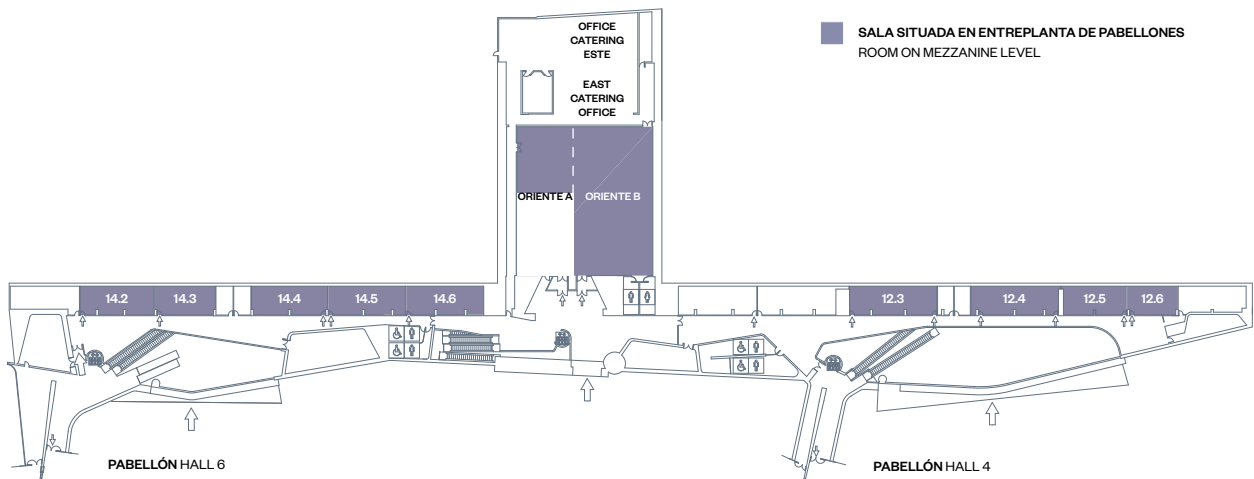 OFFICE
CATERING
ESTE
EAST
CATERING
OFFICE
SALA SITUADA EN ENTREPLANTA DE PABELLONES
ROOM ON MEZZANINE LEVEL
ORIENTE A
ORIENTE B
14.2
14.3
14.4
14.5
14.6
12.3
12.4
12.5
12.6
PABELLÓN HALL 6
PABELLÓN HALL 4